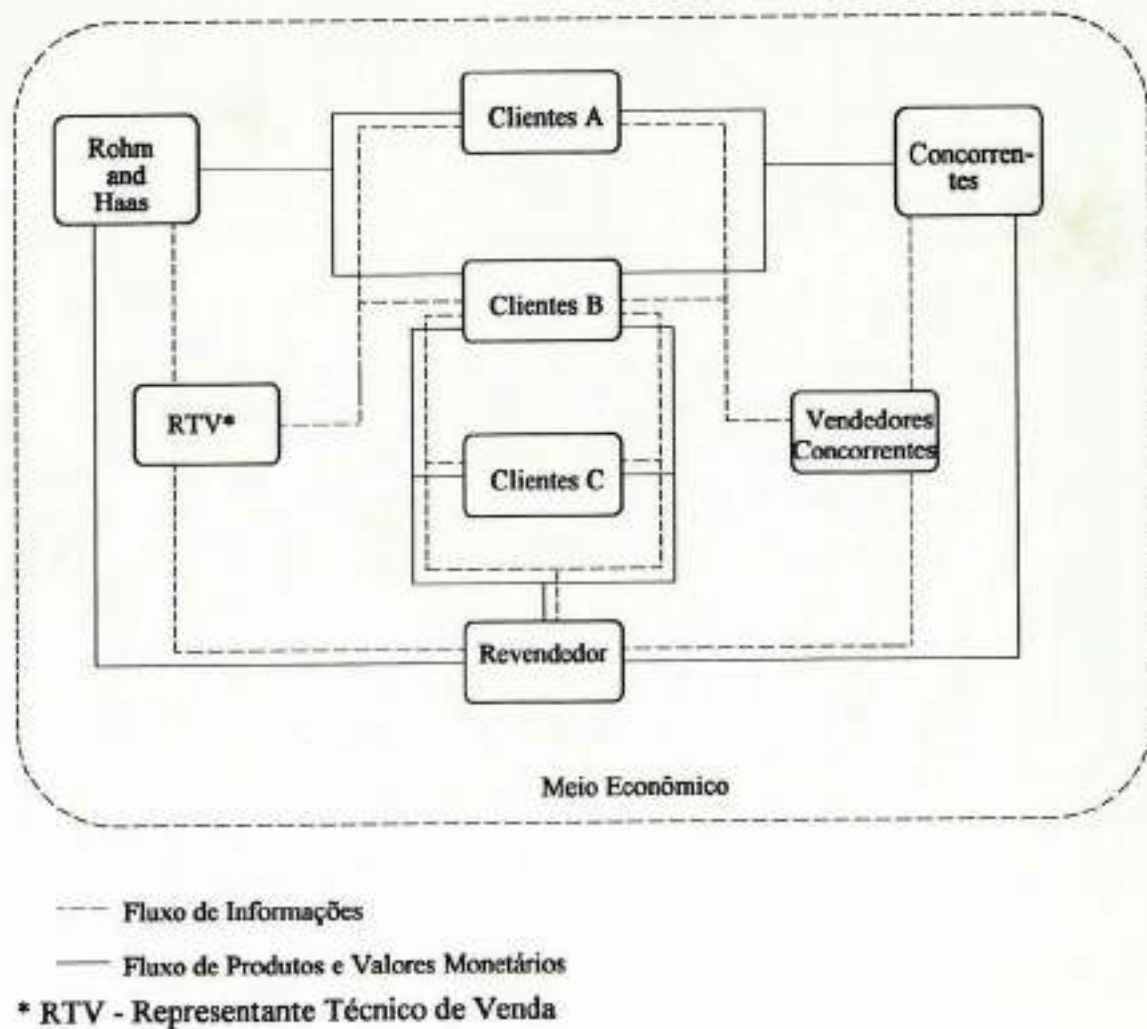 Clientes A
Rohm
and
Haas
Concorren-
tes
Clientes B
RTV*
Vendedores
Concorrentes
Clientes C
Revendedor
Meio Econômico
Fluxo de Informações
Fluxo de Produtos e Valores Monetários
* RTV - Representante Técnico de Venda